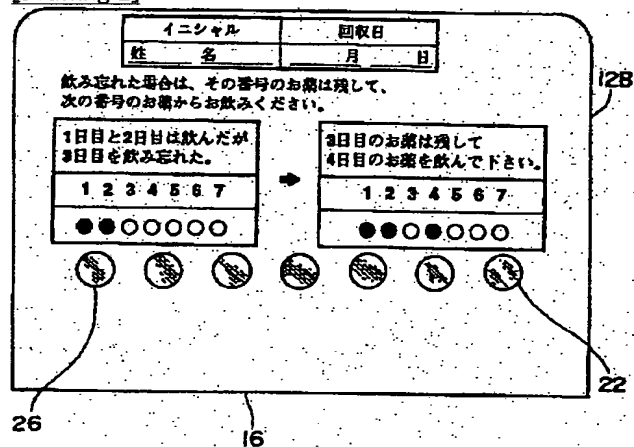 イニシャル 回収日
姓 名 月 日
飲み忘れた場合は、その番号のお薬は残して、
次の番号のお薬からお飲みください。
1日目と2日目は飲んだが
3日目を飲み忘れた。
1 2 3 4 5 6 7
3日目のお薬は残して
4日目のお薬を飲んで下さい。
1 2 3 4 5 6 7
12B
22
26
16